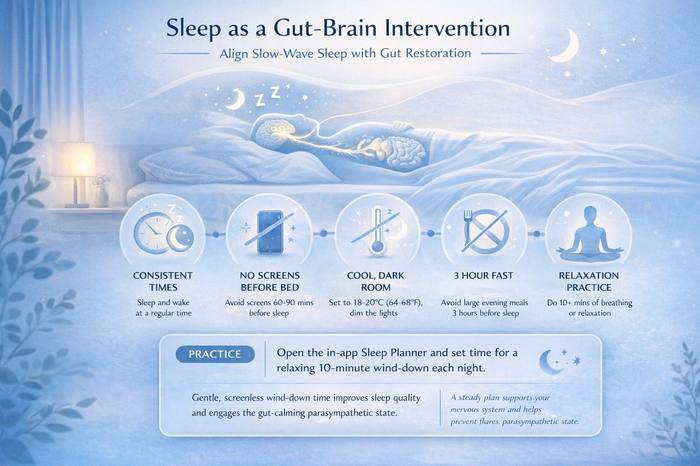 Sleep as a Gut-Brain Intervention
Align Slow-Wave Sleep with Gut Restoration
z z z
z z
CONSISTENT
TIMES
Sleep and wake
at a regular time
NO SCREENS
BEFORE BED
Avoid screens 60-90 mins
before sleep
COOL, DARK
ROOM
Set to 18-20°C (64-68°F),
dim the lights
3 HOUR FAST
Avoid large evening meals
3 hours before sleep
RELAXATION
PRACTICE
Do 10+ mins of breathing
or relaxation
PRACTICE
Open the in-app Sleep Planner and set time for a
relaxing 10-minute wind-down each night.
Gentle, screenless wind-down time improves sleep quality
and engages the gut-calming parasympathetic state.
A steady plan supports your
nervous system and helps
prevent flares. parasympathetic state.